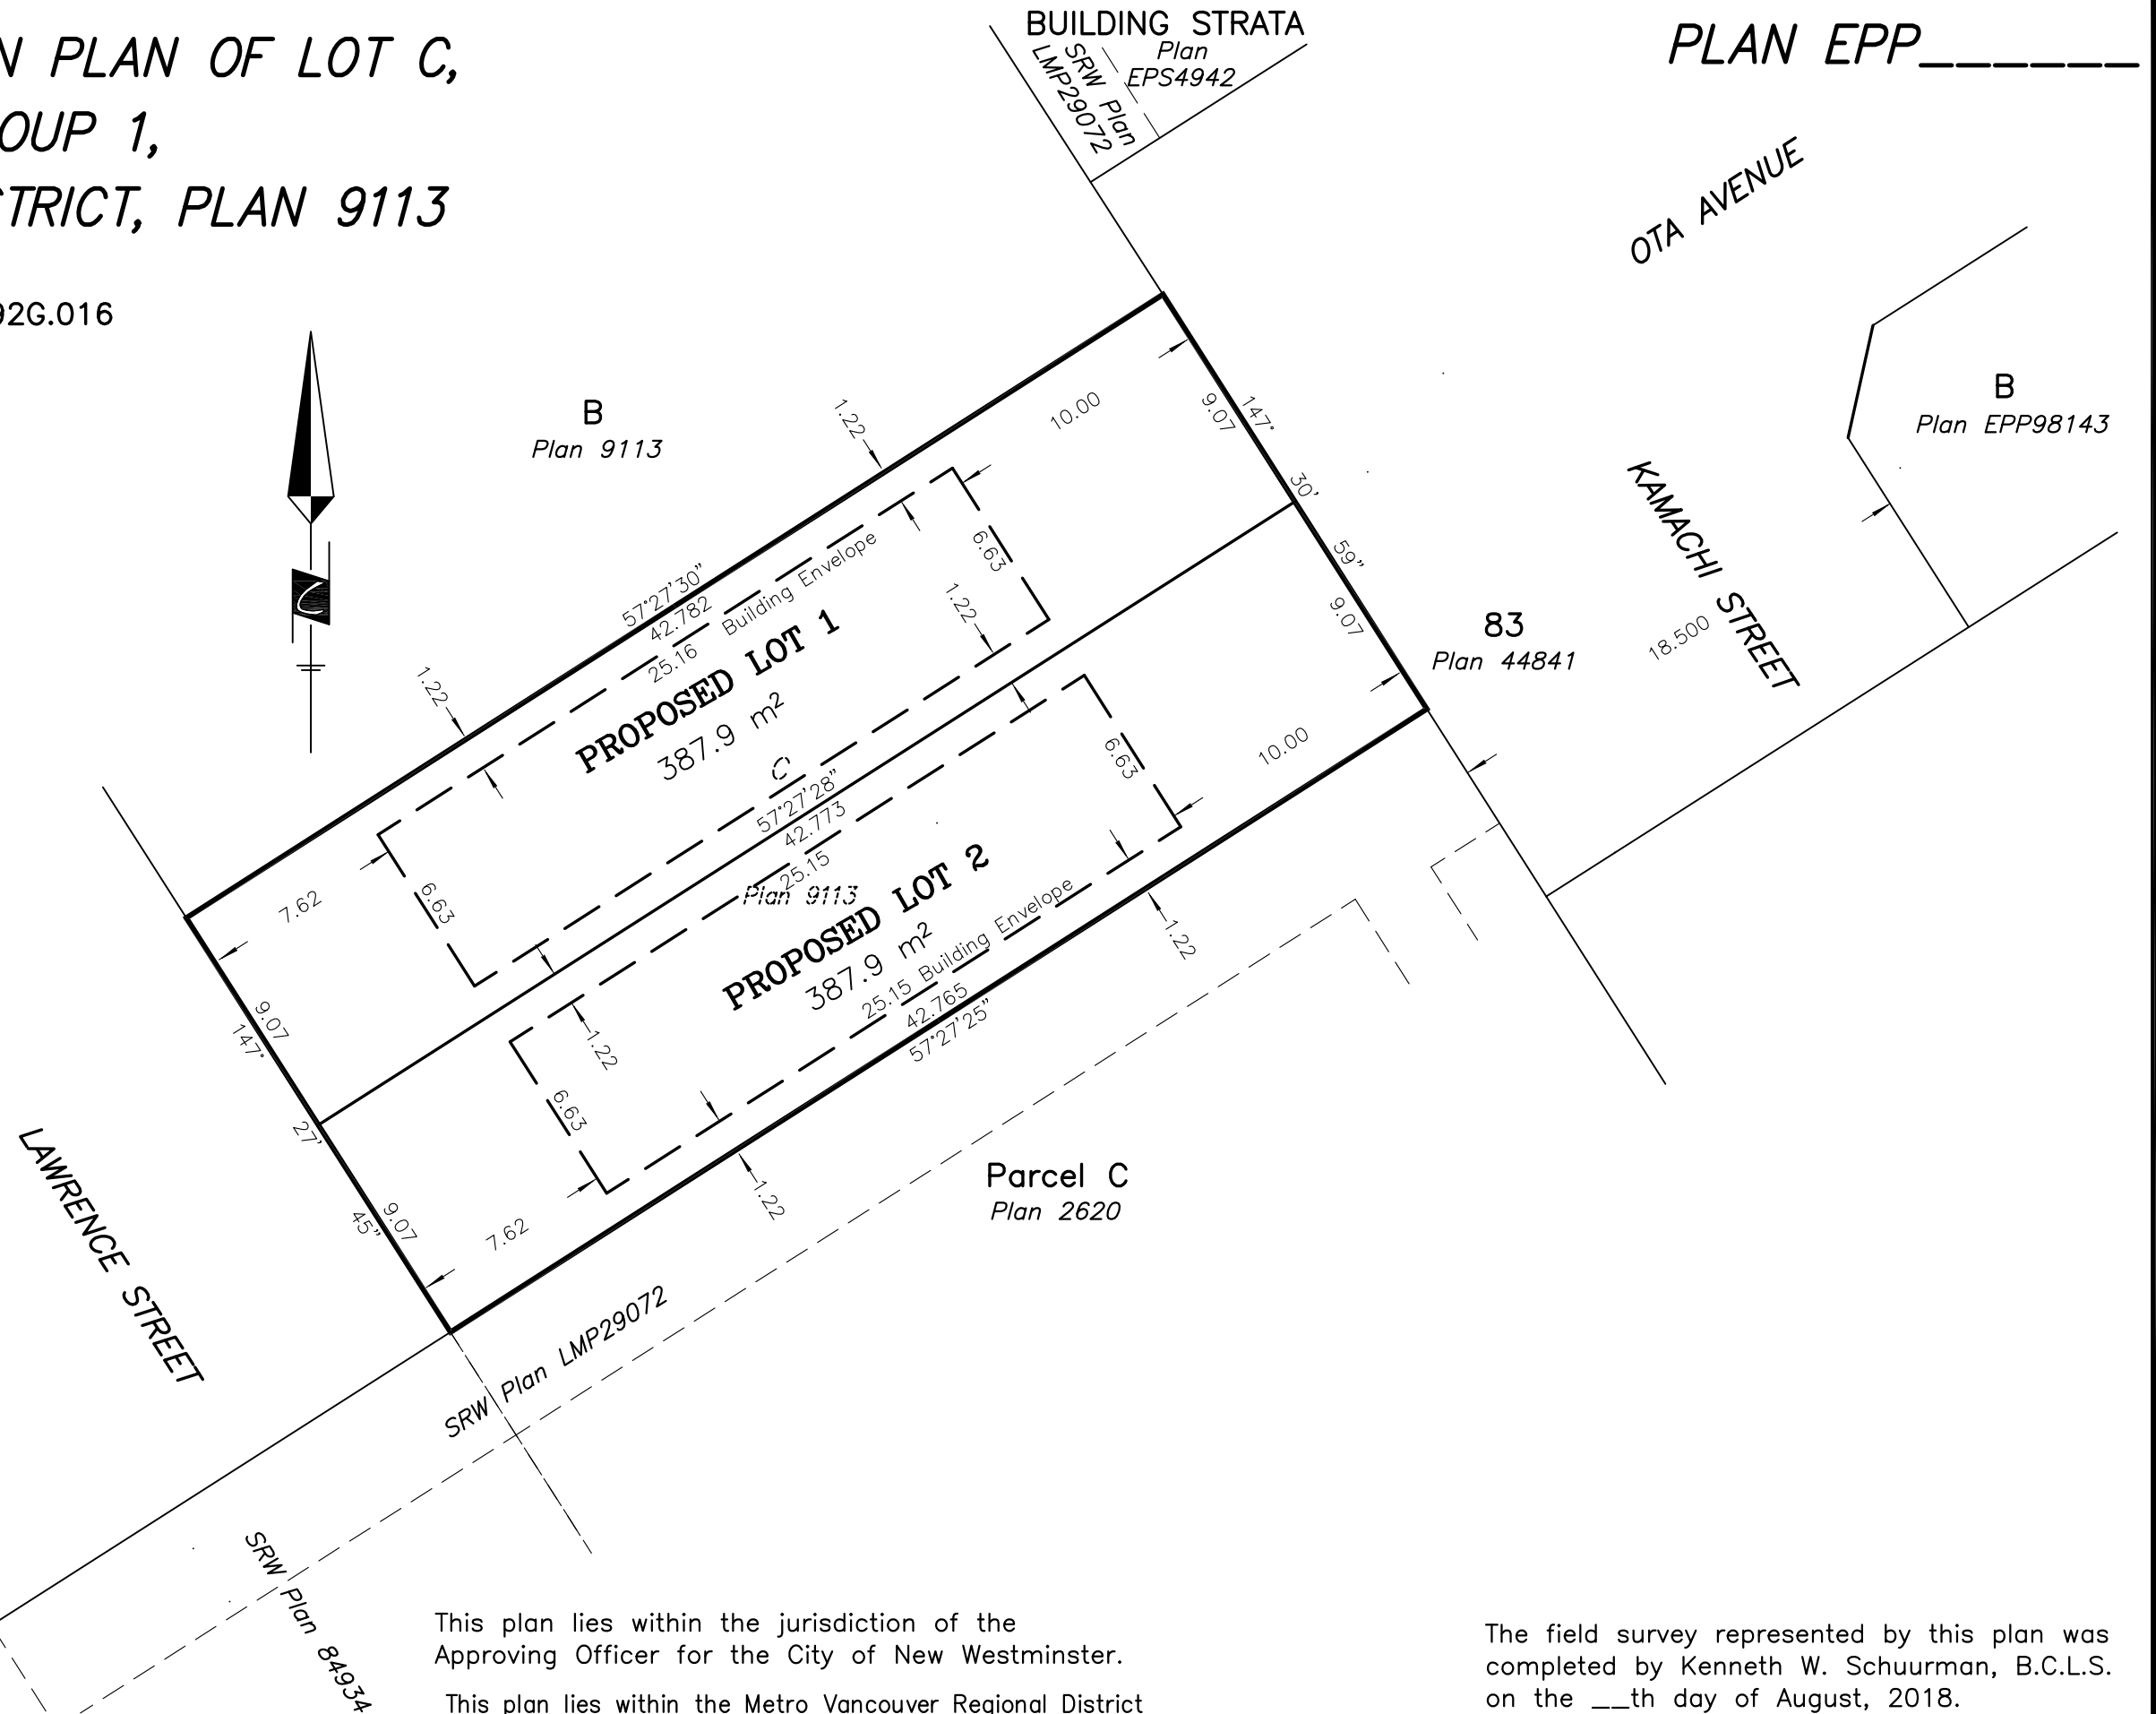 N PLAN OF LOT C,
OUP 1,
TRICT, PLAN 9113
92G.016
BUILDING STRATA
Plan
EPS4942
SRW Plan
LMP29072
PLAN EPP_______
OTA AVENUE
B
Plan EPP98143
KAMACHI STREET
18.500
83
Plan 44841
B
Plan 9113
1.22
10.00
9.07
147°
30'
59"
9.07
57°27'30"
42.782
25.16
Building Envelope
6.63
1.22
1.22
PROPOSED LOT 1
387.9 m²
C
57°27'28"
42.773
25.15
Plan 9113
7.62
6.63
6.63
10.00
PROPOSED LOT 2
387.9 m²
25.15 Building Envelope
42.765
57°27'25"
1.22
9.07
147°
27'
45"
9.07
1.22
6.63
7.62
1.22
LAWRENCE STREET
Parcel C
Plan 2620
SRW Plan LMP29072
SRW Plan 84934
This plan lies within the jurisdiction of the
Approving Officer for the City of New Westminster.
This plan lies within the Metro Vancouver Regional District
The field survey represented by this plan was
completed by Kenneth W. Schuurman, B.C.L.S.
on the __th day of August, 2018.